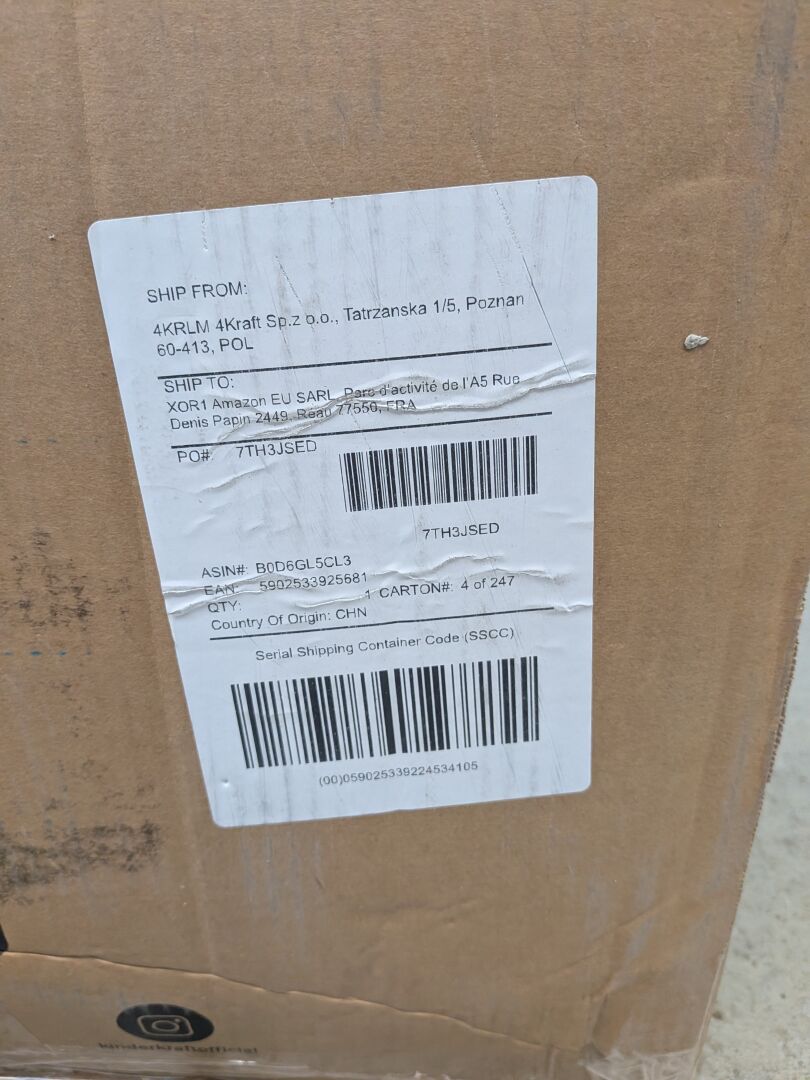 SHIP FROM:
4KRLM 4Kraft Sp.z o.o., Tatrzanska 1/5, Poznan
60-413, POL
SHIP TO:
XOR1 Amazon EU SARL, Parc d'activité de l'A5 Rue
Denis Papin 2449, Réau 77550, FRA
PO#: 7TH3JSED
7TH3JSED
ASIN#: B0D6GL5CL3
EAN: 5902533925681
QTY: 1 CARTON#: 4 of 247
Country Of Origin: CHN
Serial Shipping Container Code (SSCC)
(00)059025339224534105
kinderkraftofficial